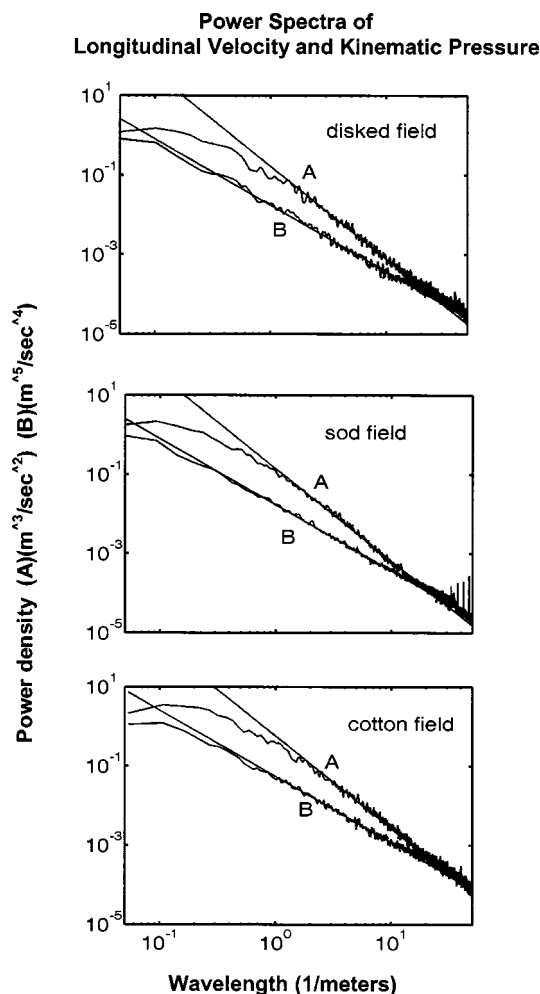 Power Spectra of
Longitudinal Velocity and Kinematic Pressure
Power density (A)(m^3/sec^2) (B)(m^5/sec^4)
10^1
10^-1
10^-3
10^-5
disked field
A
B
10^1
10^-1
10^-3
10^-5
sod field
A
B
10^1
10^-1
10^-3
10^-5
cotton field
A
B
10^-1
10^0
10^1
Wavelength (1/meters)